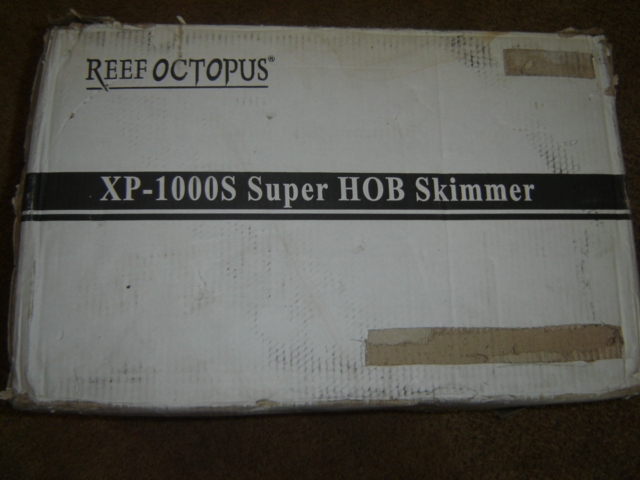 REEF OCTOPUS®
XP-1000S Super HOB Skimmer